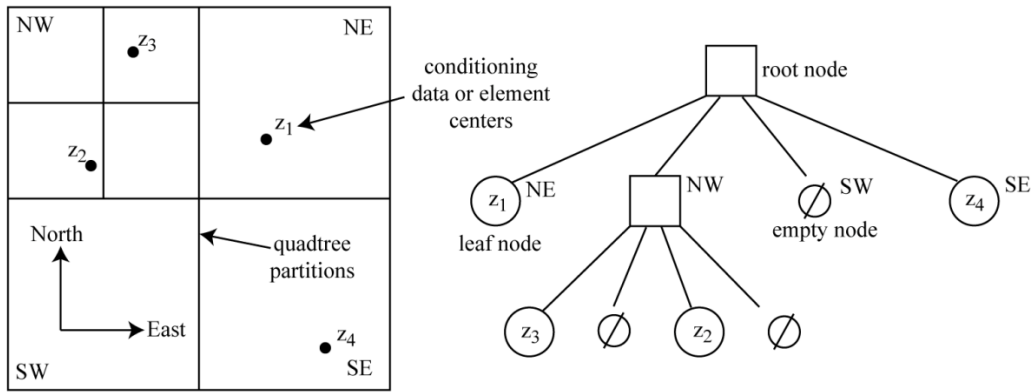 NW
NE
z3
z1
z2
conditioning
data or element
centers
North
East
quadtree
partitions
z4
SW
SE
root node
z1
NE
NW
SW
z4
SE
leaf node
empty node
z3
z2